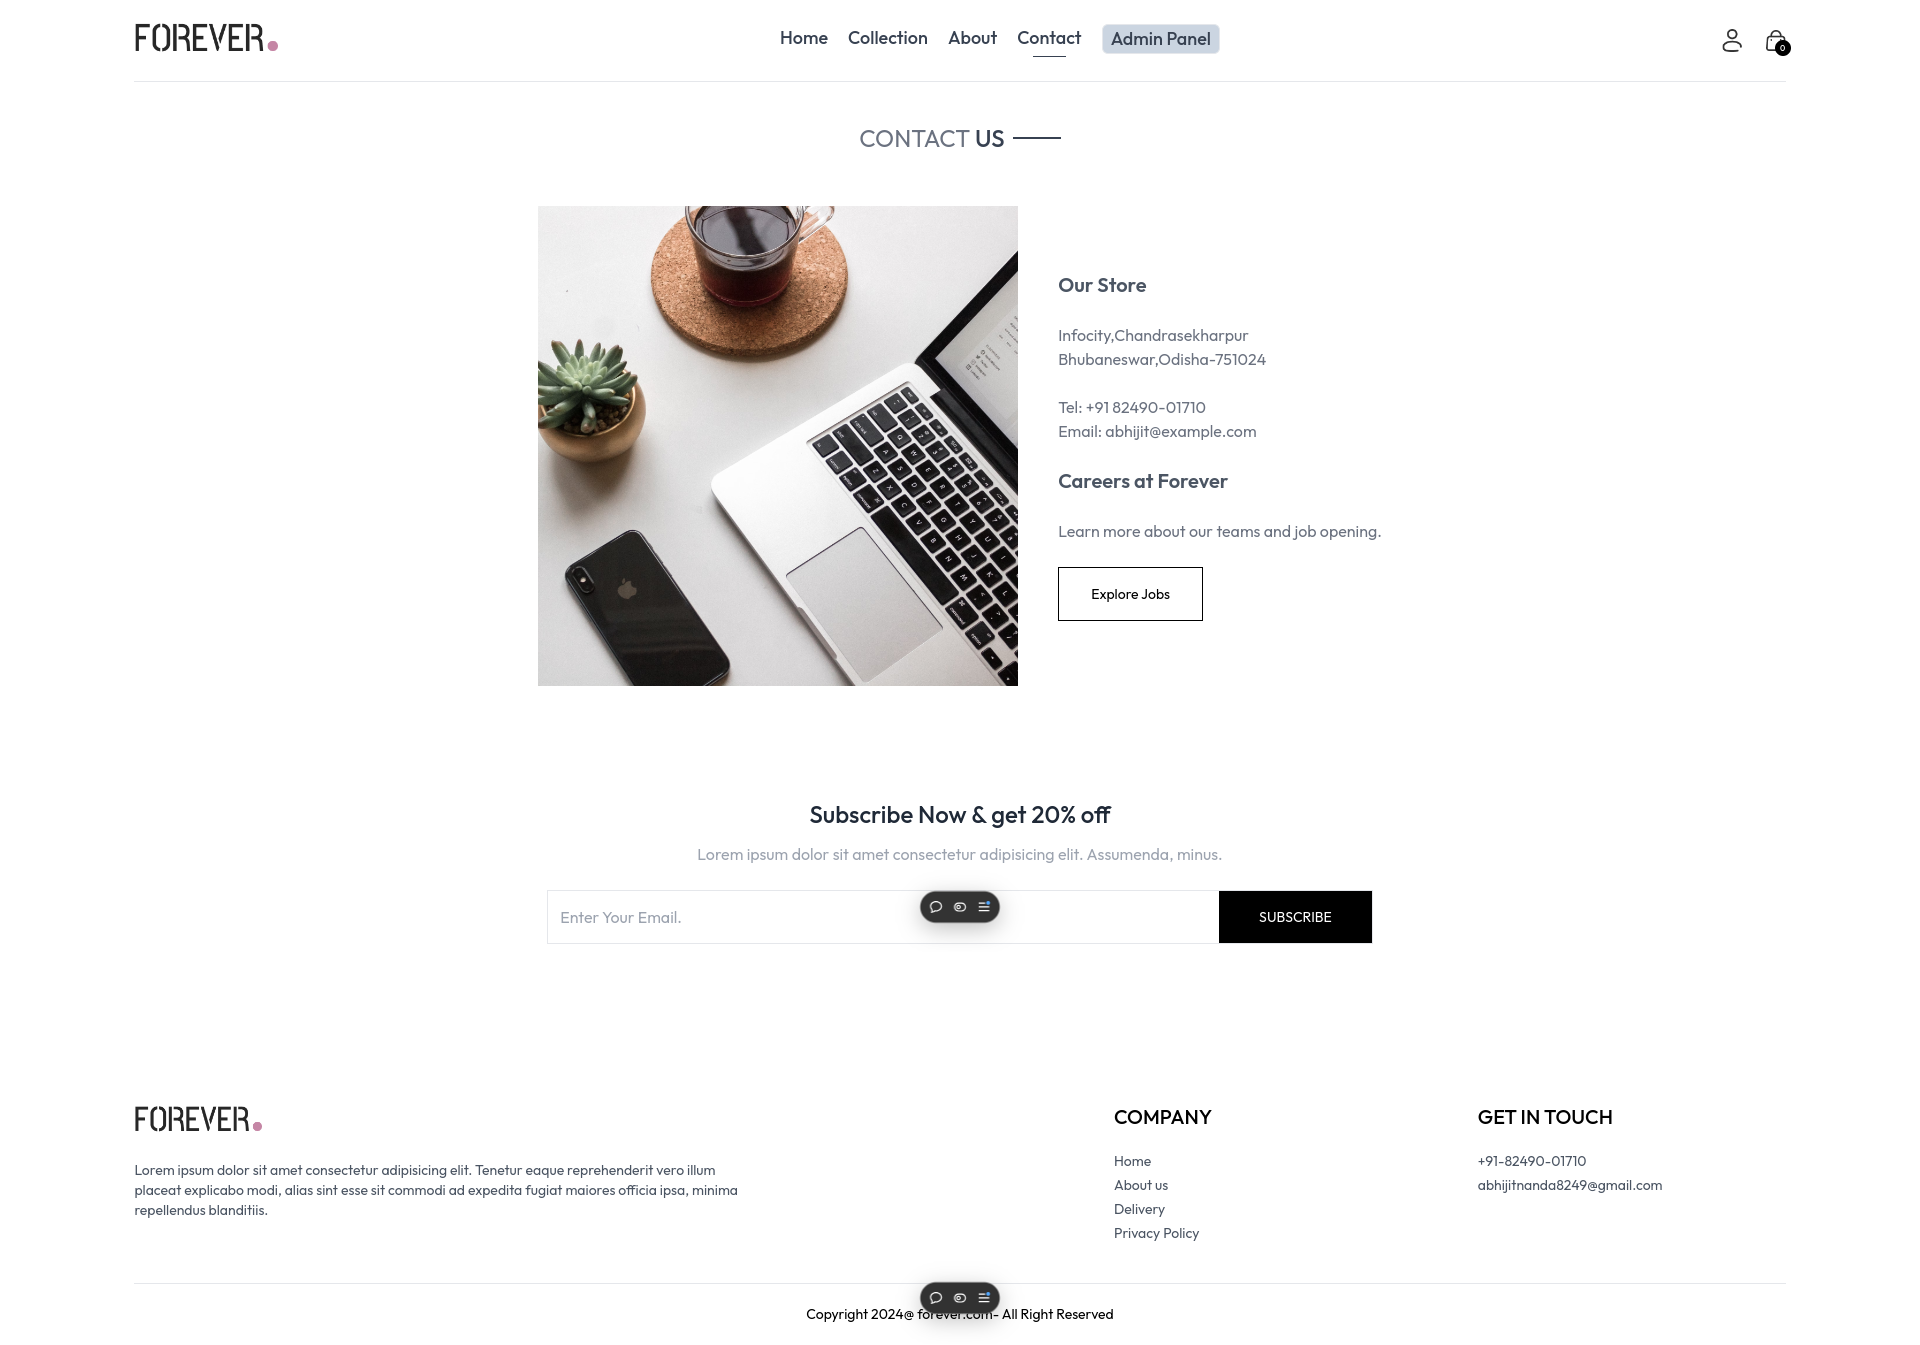 FOREVER.
Home
Collection
About
Contact
Admin Panel
0
CONTACT US
Our Store
Infocity,Chandrasekharpur
Bhubaneswar,Odisha-751024
Tel: +91 82490-01710
Email: abhijit@example.com
Careers at Forever
Learn more about our teams and job opening.
Explore Jobs
Subscribe Now & get 20% off
Lorem ipsum dolor sit amet consectetur adipisicing elit. Assumenda, minus.
Enter Your Email.
SUBSCRIBE
FOREVER.
Lorem ipsum dolor sit amet consectetur adipisicing elit. Tenetur eaque reprehenderit vero illum
placeat explicabo modi, alias sint esse sit commodi ad expedita fugiat maiores officia ipsa, minima
repellendus blanditiis.
COMPANY
Home
About us
Delivery
Privacy Policy
GET IN TOUCH
+91-82490-01710
abhijitnanda8249@gmail.com
Copyright 2024@ forever.com- All Right Reserved